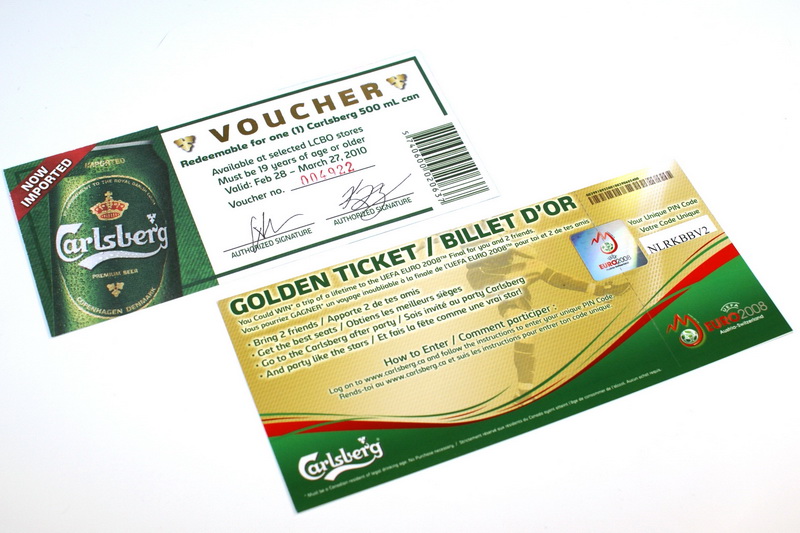 VOUCHER
Redeemable for one (1) Carlsberg 500 mL can
Available at selected LCBO stores
Must be 19 years of age or older
Valid: Feb 28 – March 27, 2010
Voucher no. 004922
AUTHORIZED SIGNATURE
AUTHORIZED SIGNATURE
NOW
IMPORTED
IMPORTED
Carlsberg
PREMIUM BEER
COPENHAGEN DENMARK
GOLDEN TICKET / BILLET D'OR
You Could WIN* a trip of a lifetime to the UEFA EURO 2008™ Final for you and 2 friends.
Vous pourriez GAGNER* un voyage inoubliable à la finale de l'UEFA EURO 2008™ pour toi et 2 de tes amis
• Bring 2 friends / Apporte 2 de tes amis
• Get the best seats / Obtiens les meilleurs sièges
• Go to the Carlsberg after party / Sois invité au party Carlsberg
• And party like the stars / Et fais la fête comme une vrai star!
How to Enter / Comment participer :
Log on to www.carlsberg.ca and follow the instructions to enter your unique PIN Code
Rends-toi au www.carlsberg.ca et suis les instructions pour entrer ton code unique
Your Unique PIN Code
Votre Code Unique
NLRKBBV2
EURO2008
UEFA
EURO2008
Austria-Switzerland
Carlsberg